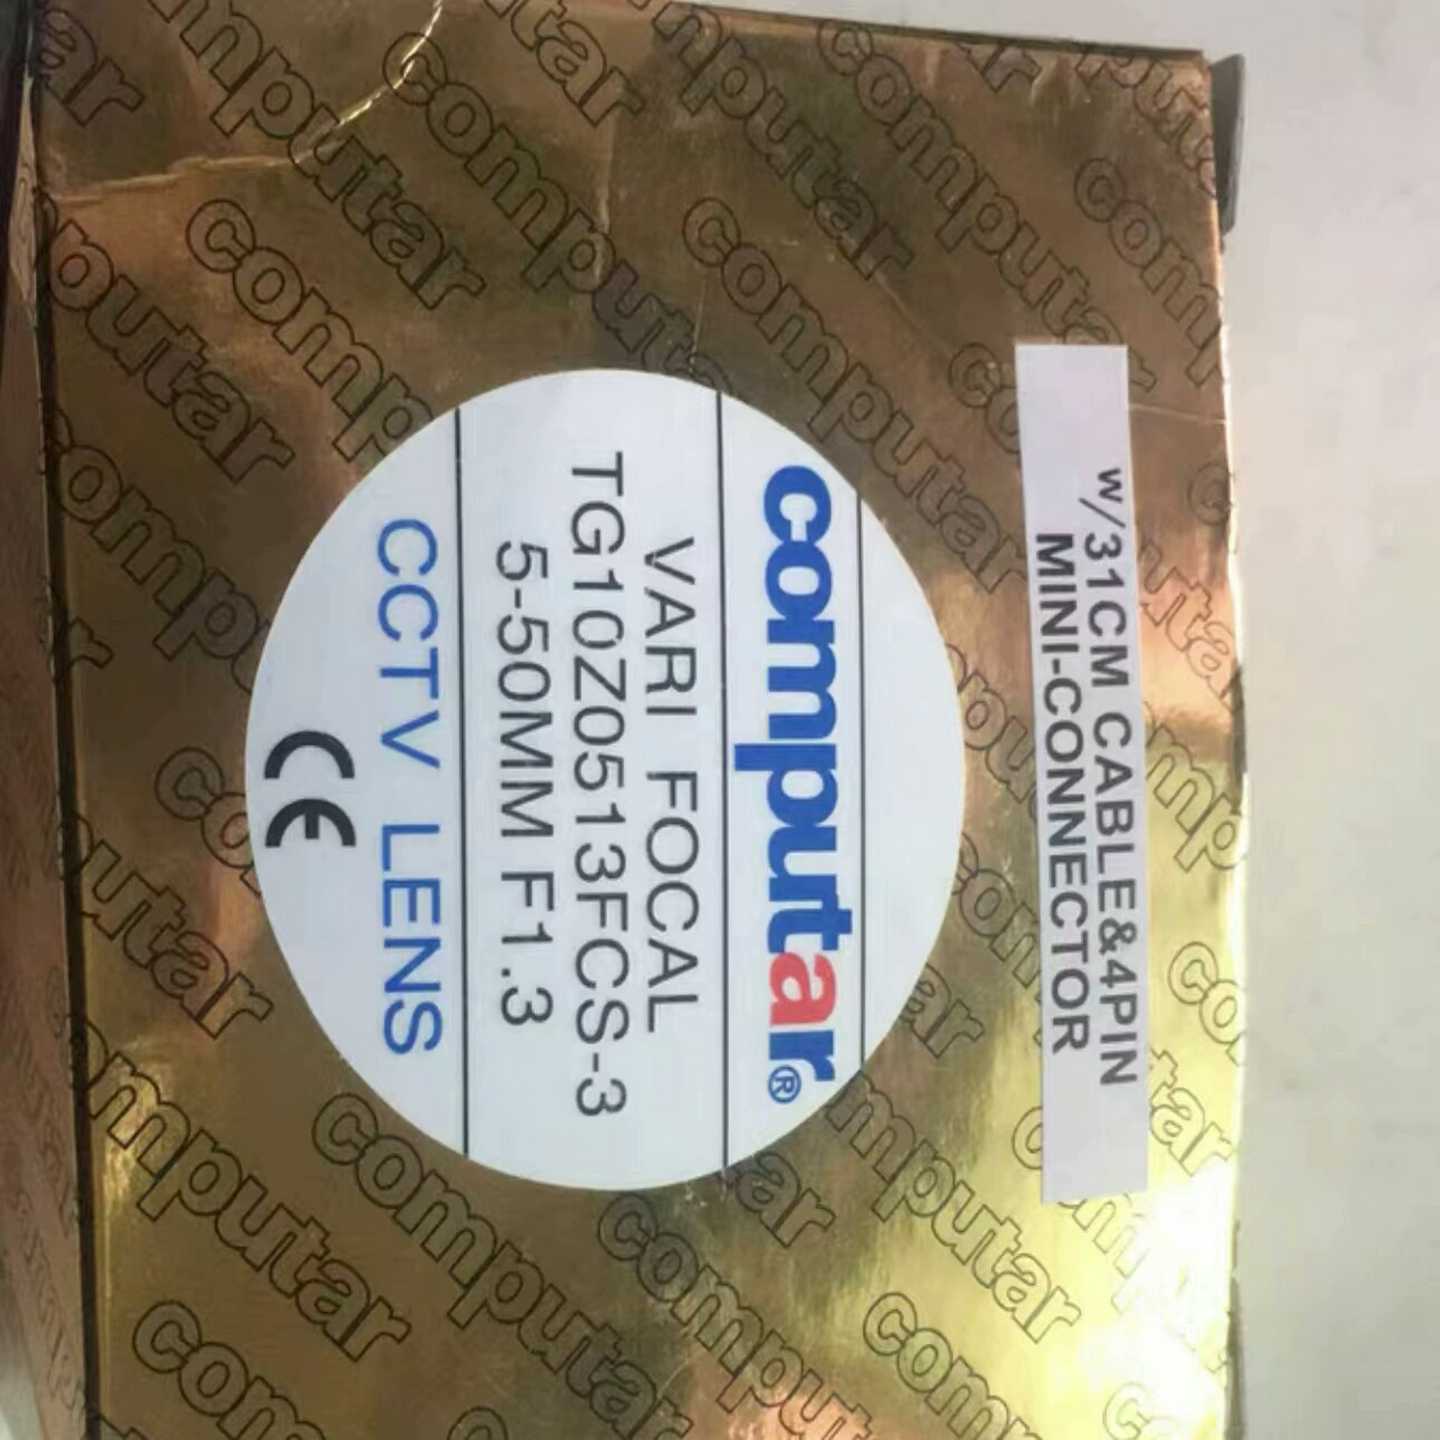 w/31CM CABLE&4PIN
MINI-CONNECTOR
computar®
VARI FOCAL
TG10Z0513FCS-3
5-50MM F1.3
CCTV LENS
CE